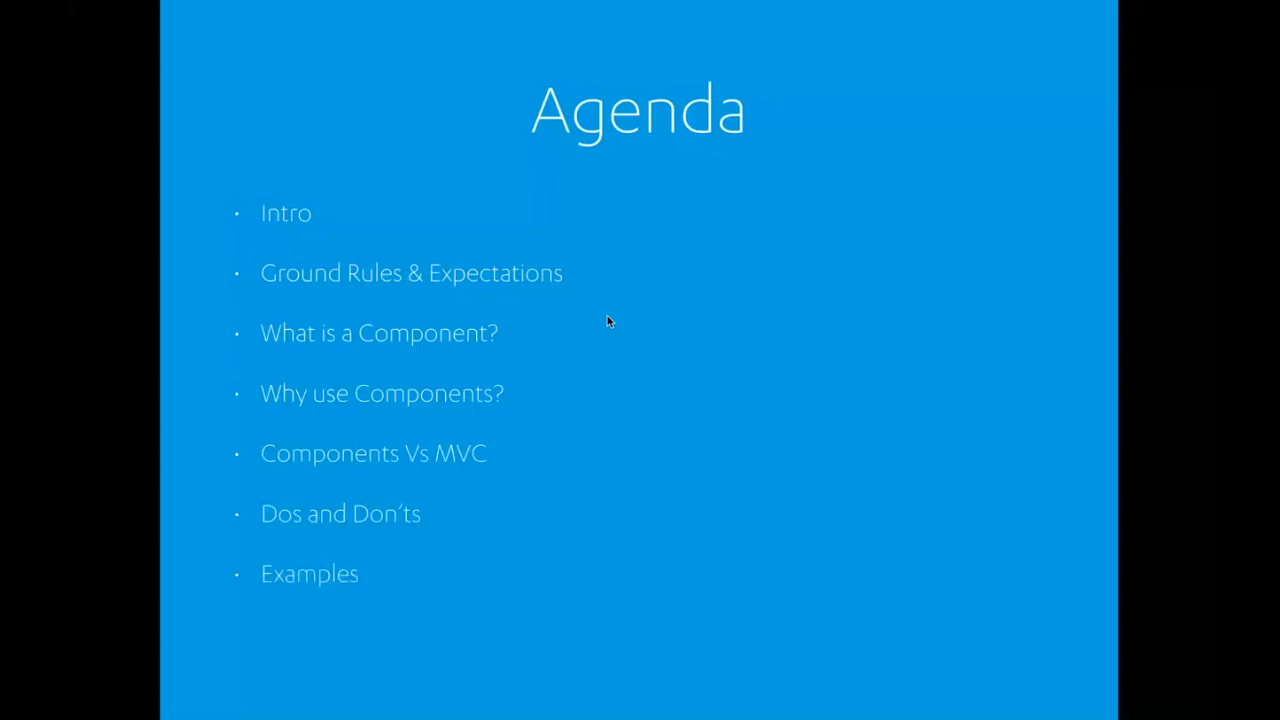 Agenda
• Intro
• Ground Rules & Expectations
• What is a Component?
• Why use Components?
• Components Vs MVC
• Dos and Don'ts
• Examples